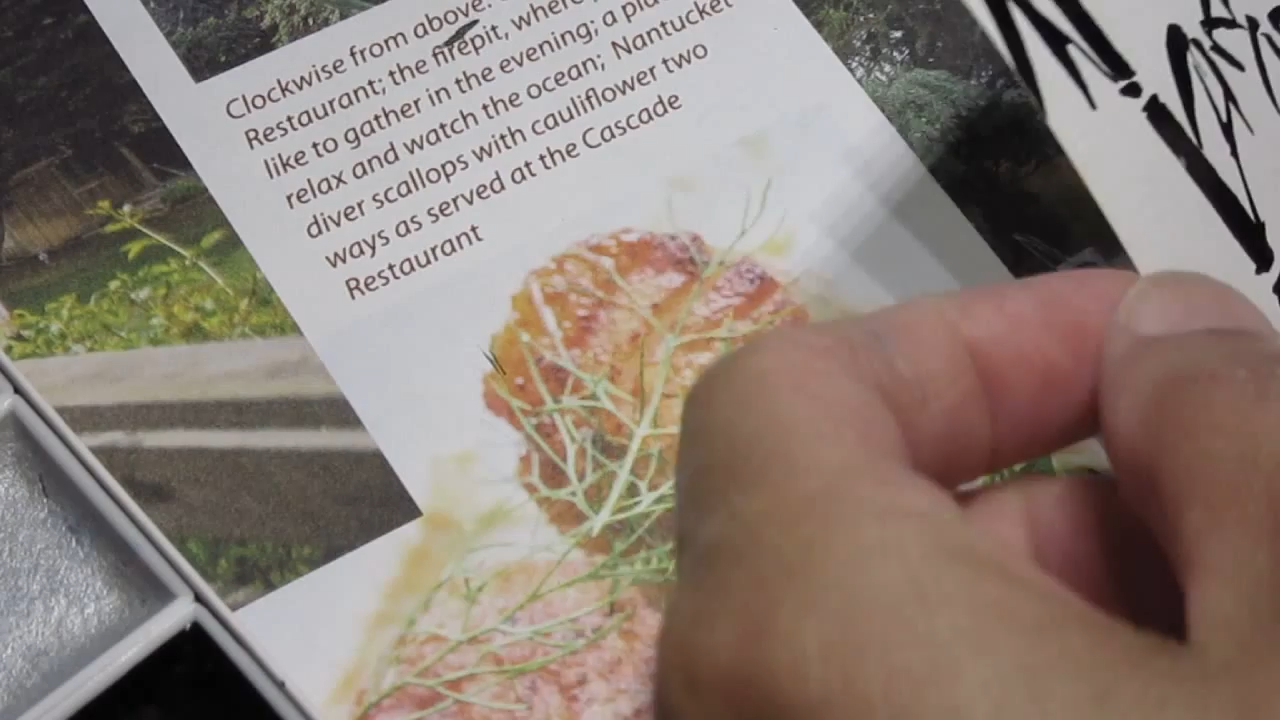 Clockwise from above:
Restaurant; the firepit, where
like to gather in the evening; a
relax and watch the ocean; Nantucket
diver scallops with cauliflower two
ways as served at the Cascade
Restaurant